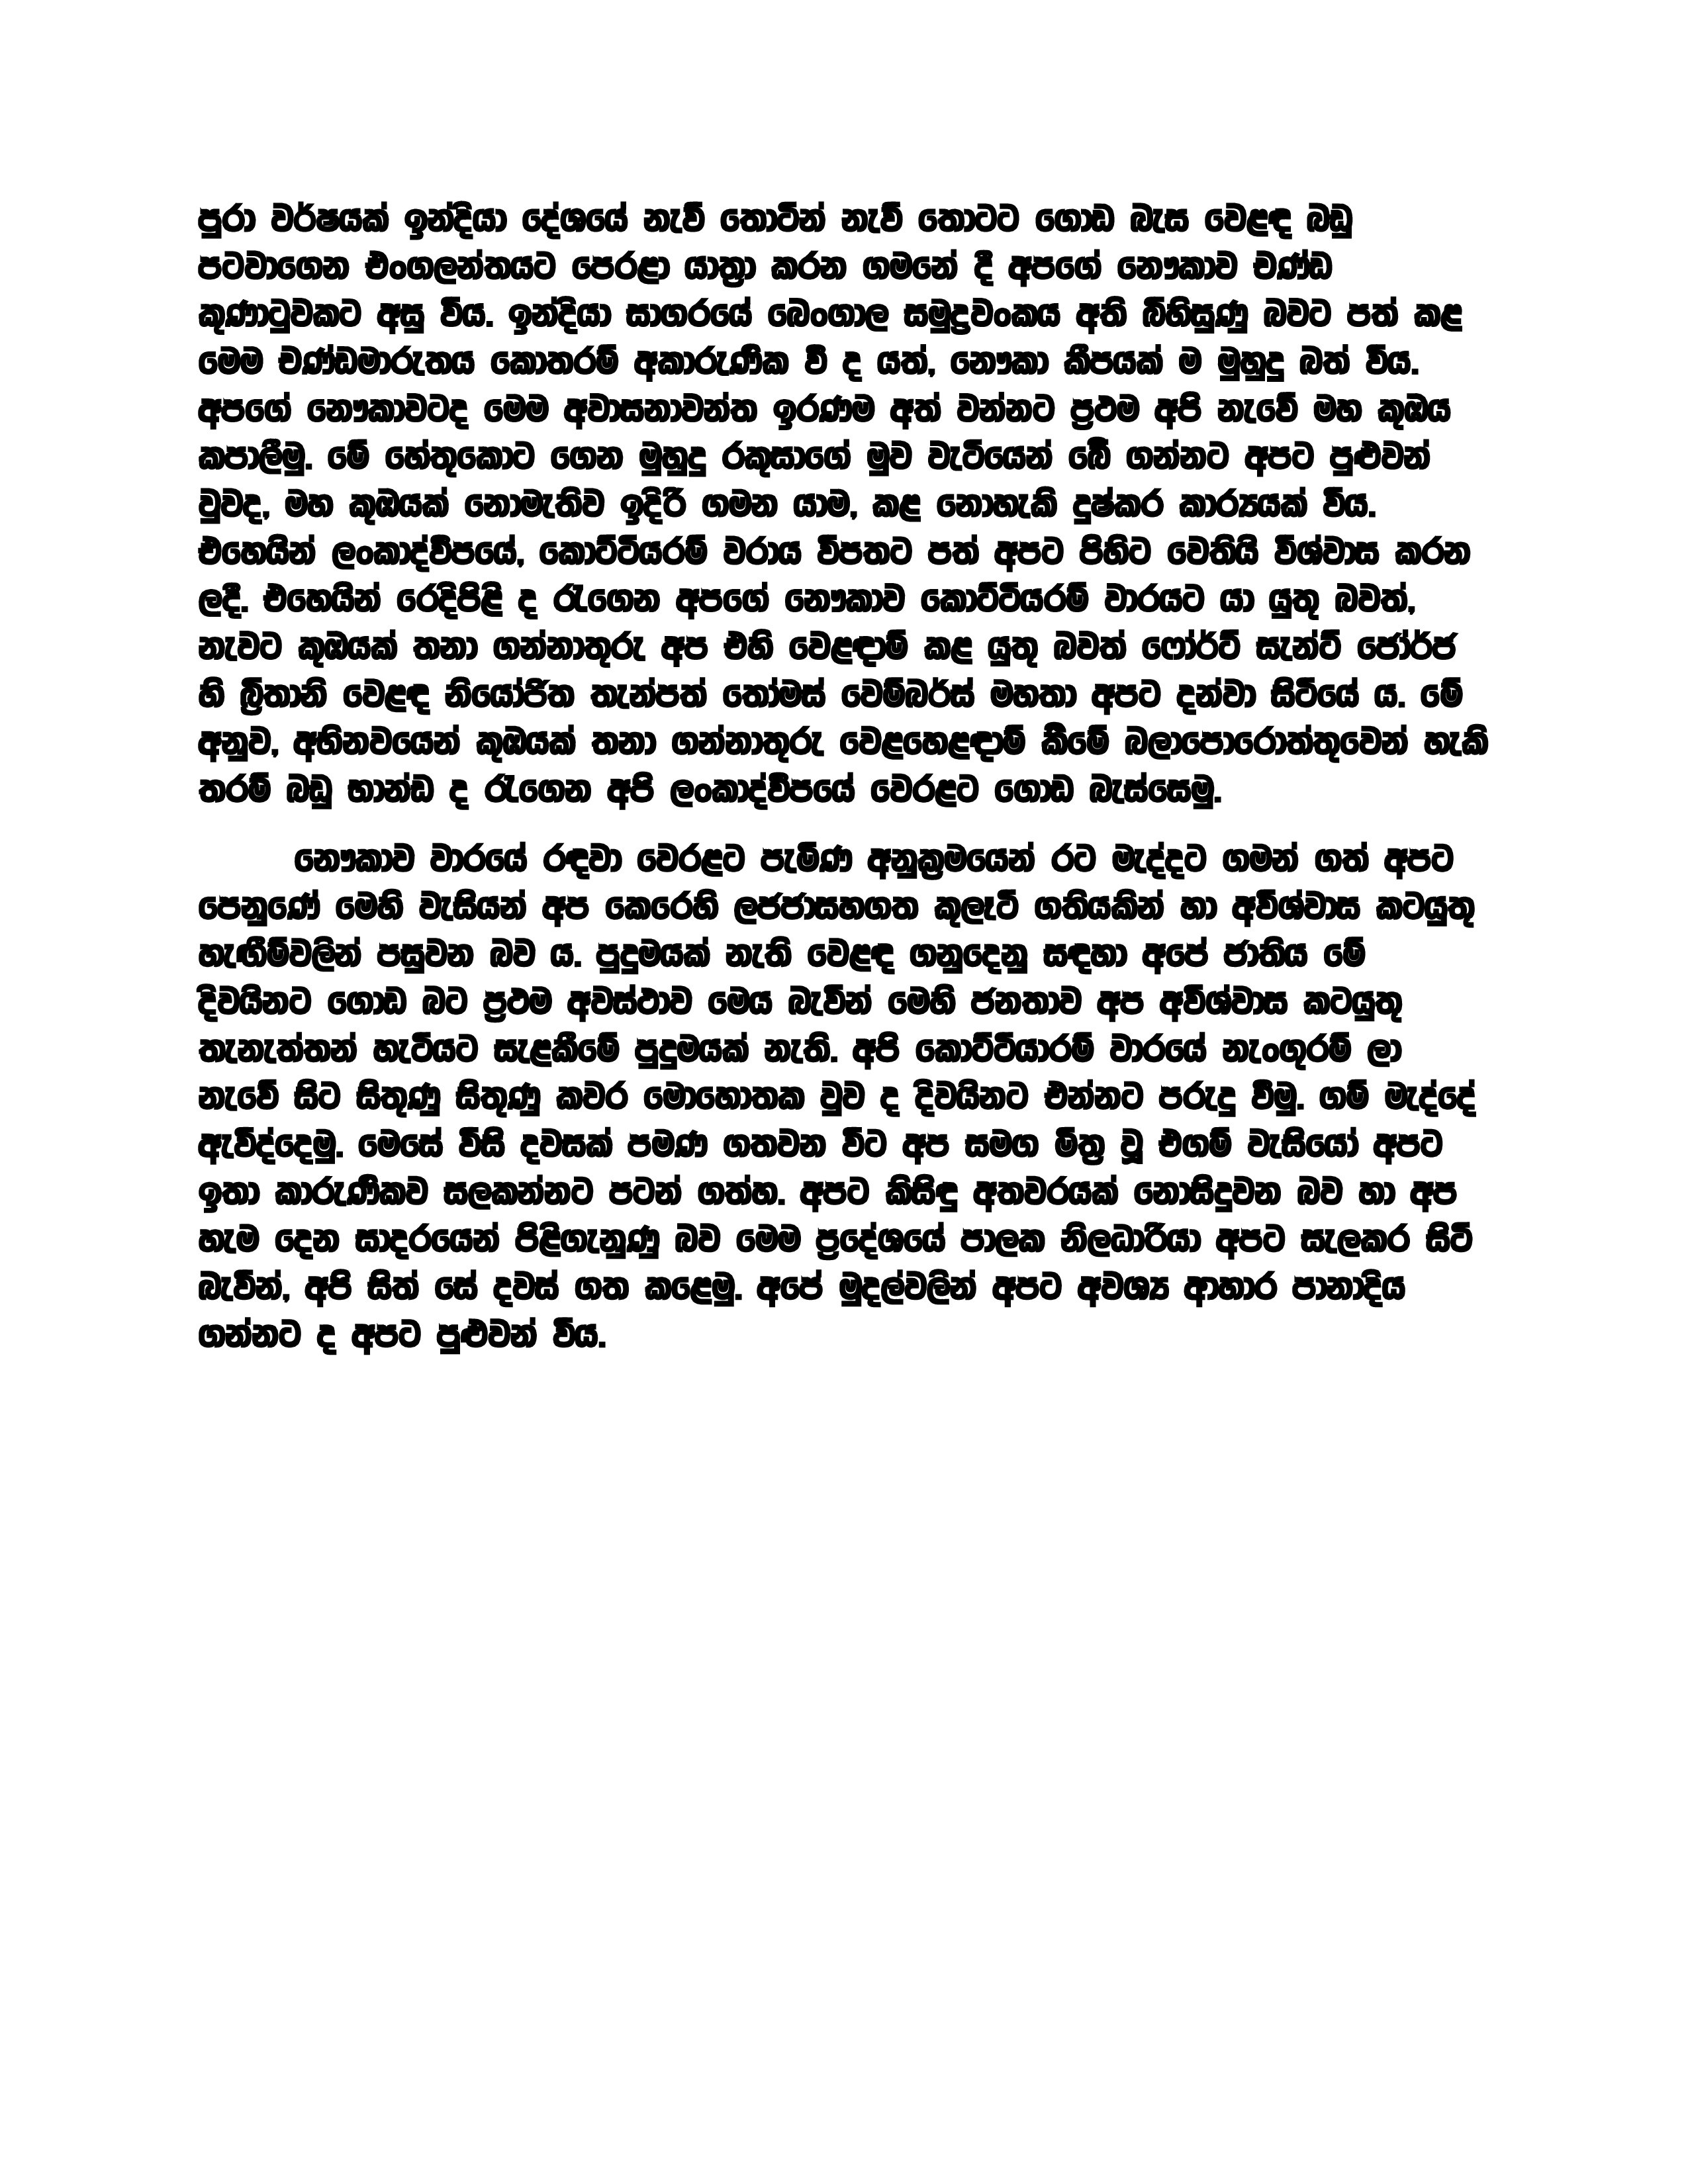 පුරා වර්ෂයක් ඉන්දියා දේශයේ නැව් තොටින් නැව් තොටට ගොඩ බැස වෙළඳ බඩු
පටවාගෙන එංගලන්තයට පෙරළා යාත්‍රා කරන ගමනේ දී අපගේ නෞකාව චණ්ඩ
කුණාටුවකට අසු විය. ඉන්දියා සාගරයේ බෙංගාල සමුද්‍රවංකය අති බිහිසුණු බවට පත් කළ
මෙම චණ්ඩමාරුතය කොතරම් අකාරුණික වී ද යත්, නෞකා කීපයක් ම මුහුදු බත් විය.
අපගේ නෞකාවටද මෙම අවාසනාවන්ත ඉරණම අත් වන්නට ප්‍රථම අපි නැවේ මහ කුඹය
කපාලීමු. මේ හේතුකොට ගෙන මුහුදු රකුසාගේ මුව වැටියෙන් බේී ගන්නට අපට පුළුවන්
වුවද, මහ කුඹයක් නොමැතිව ඉදිරි ගමන යාම, කළ නොහැකි දුෂ්කර කාර්‍යයක් විය.
එහෙයින් ලංකාද්වීපයේ, කොට්ටියරම් වරාය විපතට පත් අපට පිහිට වෙතියි විශ්වාස කරන
ලදී. එහෙයින් රෙදිපිළි ද රැගෙන අපගේ නෞකාව කොට්ටියරම් වාරයට යා යුතු බවත්,
නැවට කුඹයක් තනා ගන්නාතුරු අප එහි වෙළඳාම් කළ යුතු බවත් ෆෝර්ට් සැන්ට් ජෝර්ජ
හි බ්‍රිතානි වෙළඳ නියෝජිත තැන්පත් තෝමස් චෙම්බර්ස් මහතා අපට දන්වා සිටියේ ය. මේ
අනුව, අභිනවයෙන් කුඹයක් තනා ගන්නාතුරු වෙළහෙළඳාම් කීමේ බලාපොරොත්තුවෙන් හැකි
තරම් බඩු භාන්ඩ ද රැගෙන අපි ලංකාද්වීපයේ වෙරළට ගොඩ බැස්සෙමු.
නෞකාව වාරයේ රඳවා වෙරළට පැමිණ අනුක්‍රමයෙන් රට මැද්දට ගමන් ගත් අපට
පෙනුණේ මෙහි වැසියන් අප කෙරෙහි ලජජාසහගත කුලෑටි ගතියකින් හා අවිශ්වාස කටයුතු
හැඟීම්වලින් පසුවන බව ය. පුදුමයක් නැති වෙළඳ ගනුදෙනු සඳහා අපේ ජාතිය මේ
දිවයිනට ගොඩ බට ප්‍රථම අවස්ථාව මෙය බැවින් මෙහි ජනතාව අප අවිශ්වාස කටයුතු
තැනැත්තන් හැටියට සැළකීමේ පුදුමයක් නැති. අපි කොට්ටියාරම් වාරයේ නැංගුරම් ලා
නැවේ සිට සිතුණු සිතුණු කවර මොහොතක වුව ද දිවයිනට එන්නට පරුදු වීමු. ගම් මැද්දේ
ඇවිද්දෙමු. මෙසේ විසි දවසක් පමණ ගතවන විට අප සමග මිත්‍ර වූ එගම් වැසියෝ අපට
ඉතා කාරුණිකව සලකන්නට පටන් ගත්හ. අපට කිසිඳු අතවරයක් නොසිදුවන බව හා අප
හැම දෙන සාදරයෙන් පිළිගැනුණු බව මෙම ප්‍රදේශයේ පාලක නිලධාරියා අපට සැලකර සිටි
බැවින්, අපි සිත් සේ දවස් ගත කළෙමු. අපේ මුදල්වලින් අපට අවශ්‍ය ආහාර පානාදිය
ගන්නට ද අපට පුළුවන් විය.